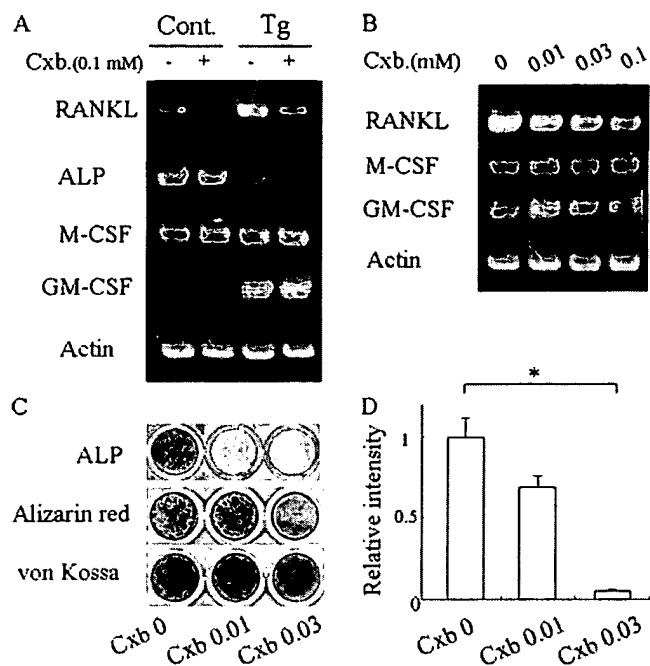 A
Cont. Tg
Cxb.(0.1 mM) - + - +
RANKL
ALP
M-CSF
GM-CSF
Actin
B
Cxb.(mM) 0 0.01 0.03 0.1
RANKL
M-CSF
GM-CSF
Actin
C
ALP
Alizarin red
von Kossa
Cxb 0 Cxb 0.01 Cxb 0.03
D
*
Relative intensity
1
0.5
0
Cxb 0 Cxb 0.01 Cxb 0.03